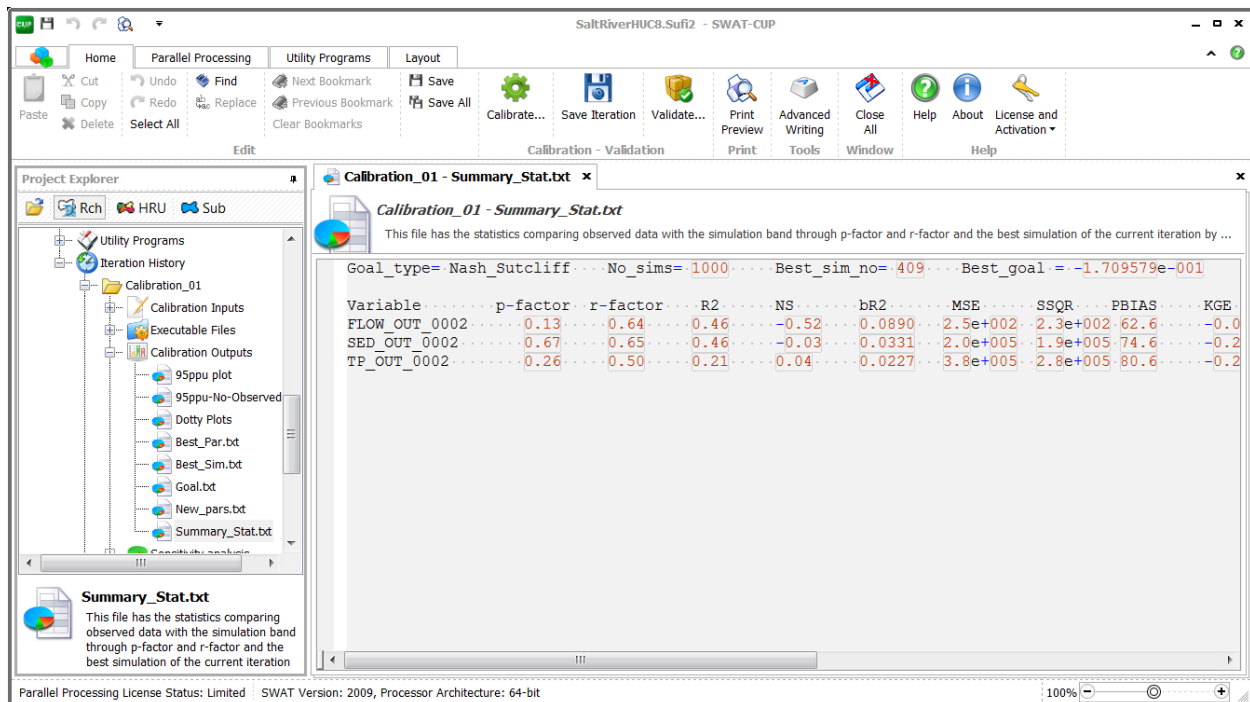 CUP
SaltRiverHUC8.Sufi2 - SWAT-CUP
Home Parallel Processing Utility Programs Layout
Paste
Cut
Copy
Delete
Undo
Redo
Select All
Find
Replace
Next Bookmark
Previous Bookmark
Clear Bookmarks
Save
Save All
Calibrate...
Save Iteration
Validate...
Print Preview
Advanced Writing
Close All
Help
About
License and Activation
Edit
Calibration - Validation
Print
Tools
Window
Help
Project Explorer
Rch HRU Sub
Utility Programs
Iteration History
Calibration_01
Calibration Inputs
Executable Files
Calibration Outputs
95ppu plot
95ppu-No-Observed
Dotty Plots
Best_Par.txt
Best_Sim.txt
Goal.txt
New_pars.txt
Summary_Stat.txt
Sensitivity analysis
Summary_Stat.txt
This file has the statistics comparing
observed data with the simulation band
through p-factor and r-factor and the
best simulation of the current iteration
Calibration_01 - Summary_Stat.txt
Calibration_01 - Summary_Stat.txt
This file has the statistics comparing observed data with the simulation band through p-factor and r-factor and the best simulation of the current iteration by ...
Goal_type= Nash_Sutcliff No_sims= 1000 Best_sim_no= 409 Best_goal = -1.709579e-001
Variable p-factor r-factor R2 NS bR2 MSE SSQR PBIAS KGE
FLOW_OUT_0002 0.13 0.64 0.46 -0.52 0.0890 2.5e+002 2.3e+002 62.6 -0.0
SED_OUT_0002 0.67 0.65 0.46 -0.03 0.0331 2.0e+005 1.9e+005 74.6 -0.2
TP_OUT_0002 0.26 0.50 0.21 0.04 0.0227 3.8e+005 2.8e+005 80.6 -0.2
Parallel Processing License Status: Limited SWAT Version: 2009, Processor Architecture: 64-bit
100%